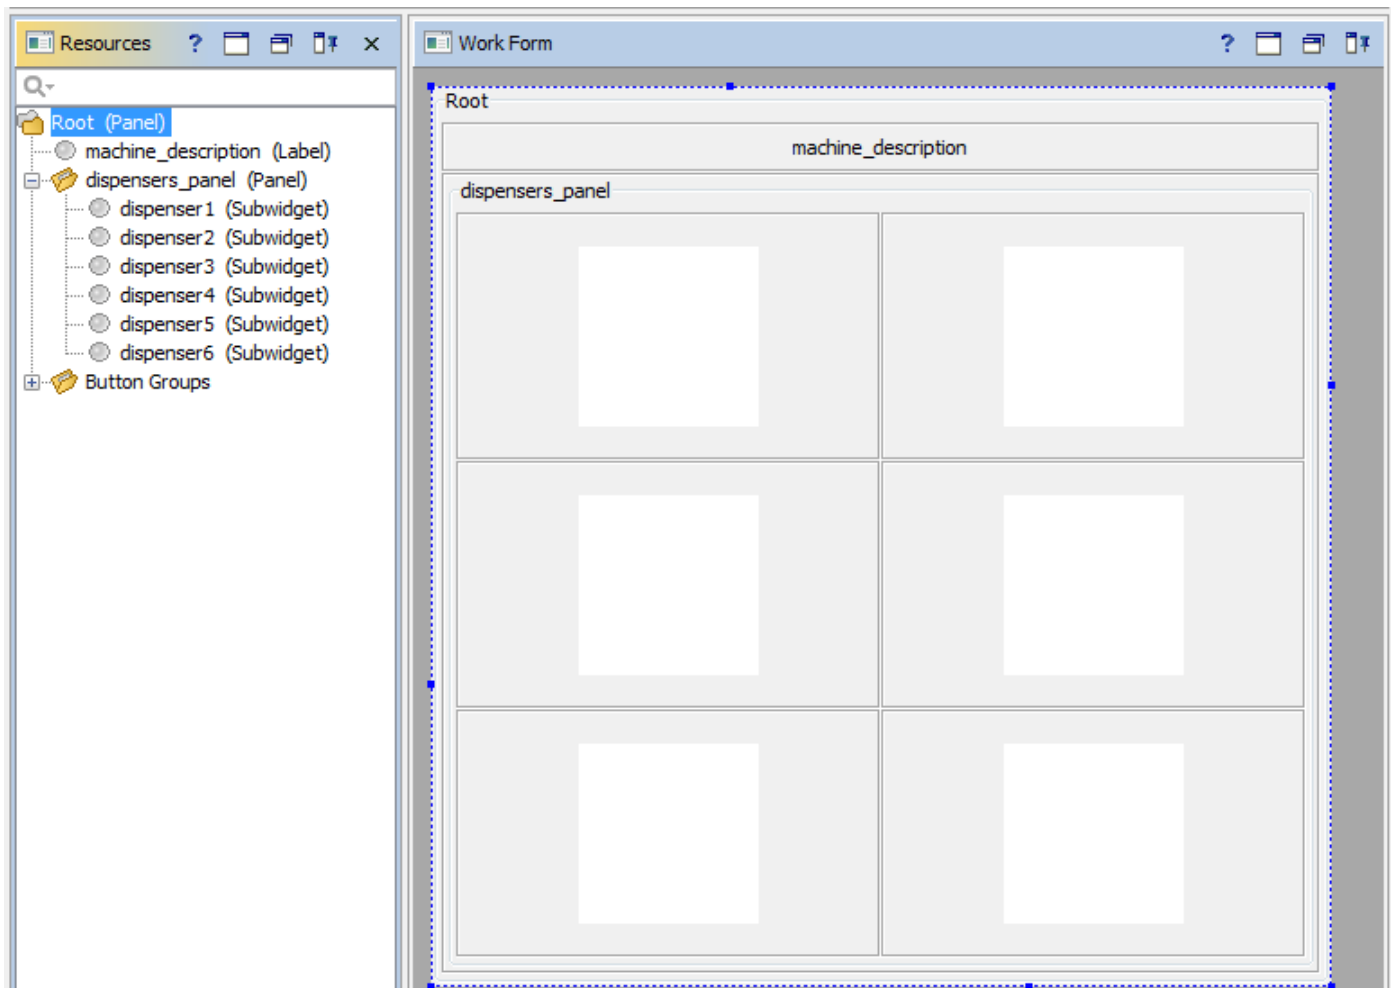 Resources ?
Root (Panel)
machine_description (Label)
dispensers_panel (Panel)
dispenser1 (Subwidget)
dispenser2 (Subwidget)
dispenser3 (Subwidget)
dispenser4 (Subwidget)
dispenser5 (Subwidget)
dispenser6 (Subwidget)
Button Groups
Work Form ?
Root
machine_description
dispensers_panel